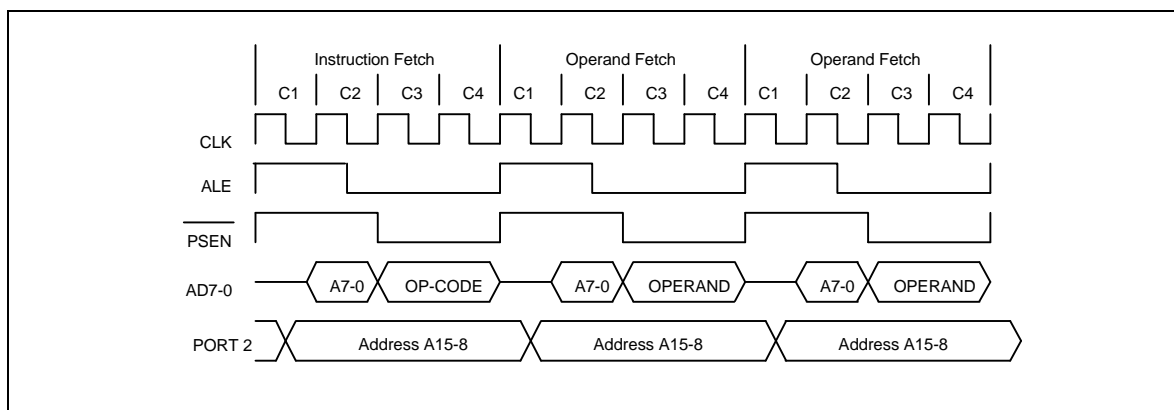 Instruction Fetch Operand Fetch Operand Fetch
C1 C2 C3 C4 C1 C2 C3 C4 C1 C2 C3 C4
CLK
ALE
PSEN
AD7-0 A7-0 OP-CODE A7-0 OPERAND A7-0 OPERAND
PORT 2 Address A15-8 Address A15-8 Address A15-8